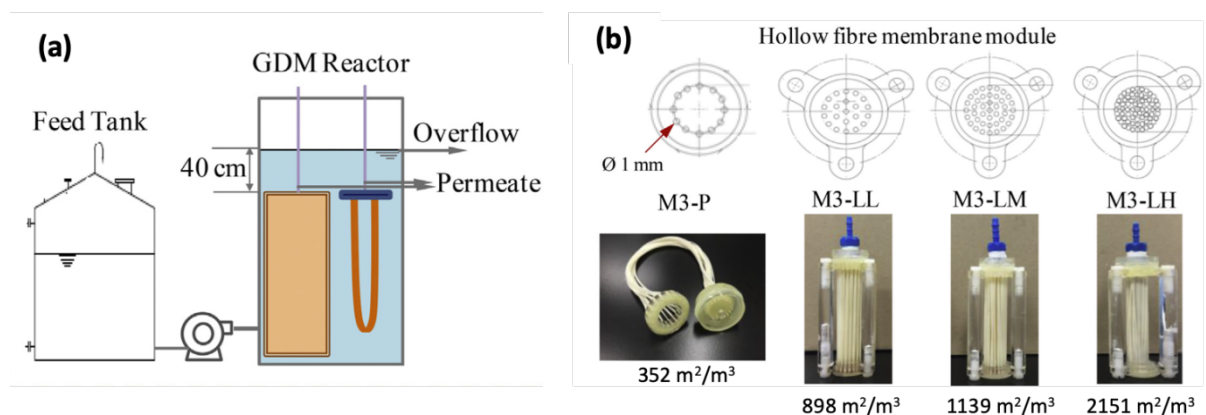 (a)
GDM Reactor
Feed Tank
Overflow
40 cm
Permeate
(b)
Hollow fibre membrane module
Ø 1 mm
M3-P
M3-LL
M3-LM
M3-LH
352 m²/m³
898 m²/m³
1139 m²/m³
2151 m²/m³